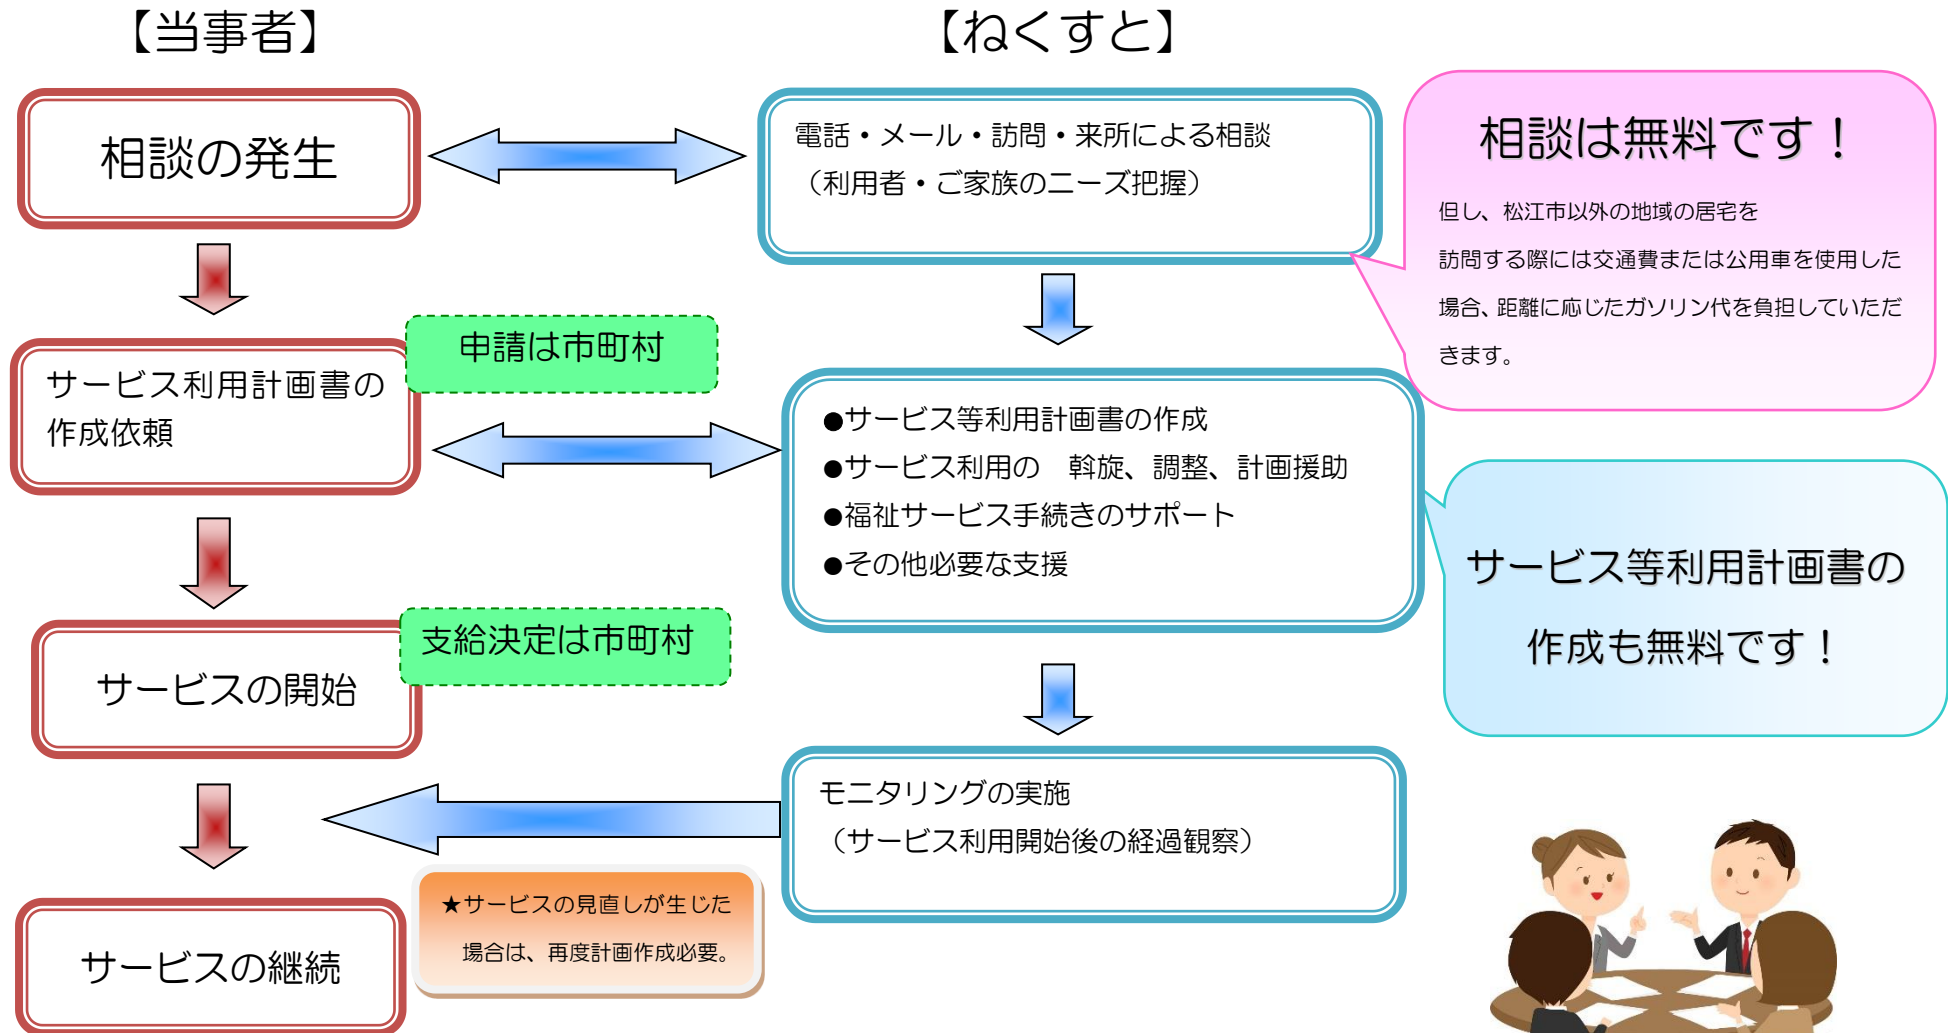 【当事者】
【ねくすと】
相談の発生
電話・メール・訪問・来所による相談
（利用者・ご家族のニーズ把握）
相談は無料です！
但し、松江市以外の地域の居宅を
訪問する際には交通費または公用車を使用した
場合、距離に応じたガソリン代を負担していただ
きます。
申請は市町村
サービス利用計画書の
作成依頼
●サービス等利用計画書の作成
●サービス利用の　斡旋、調整、計画援助
●福祉サービス手続きのサポート
●その他必要な支援
サービス等利用計画書の
作成も無料です！
支給決定は市町村
サービスの開始
モニタリングの実施
（サービス利用開始後の経過観察）
★サービスの見直しが生じた
場合は、再度計画作成必要。
サービスの継続